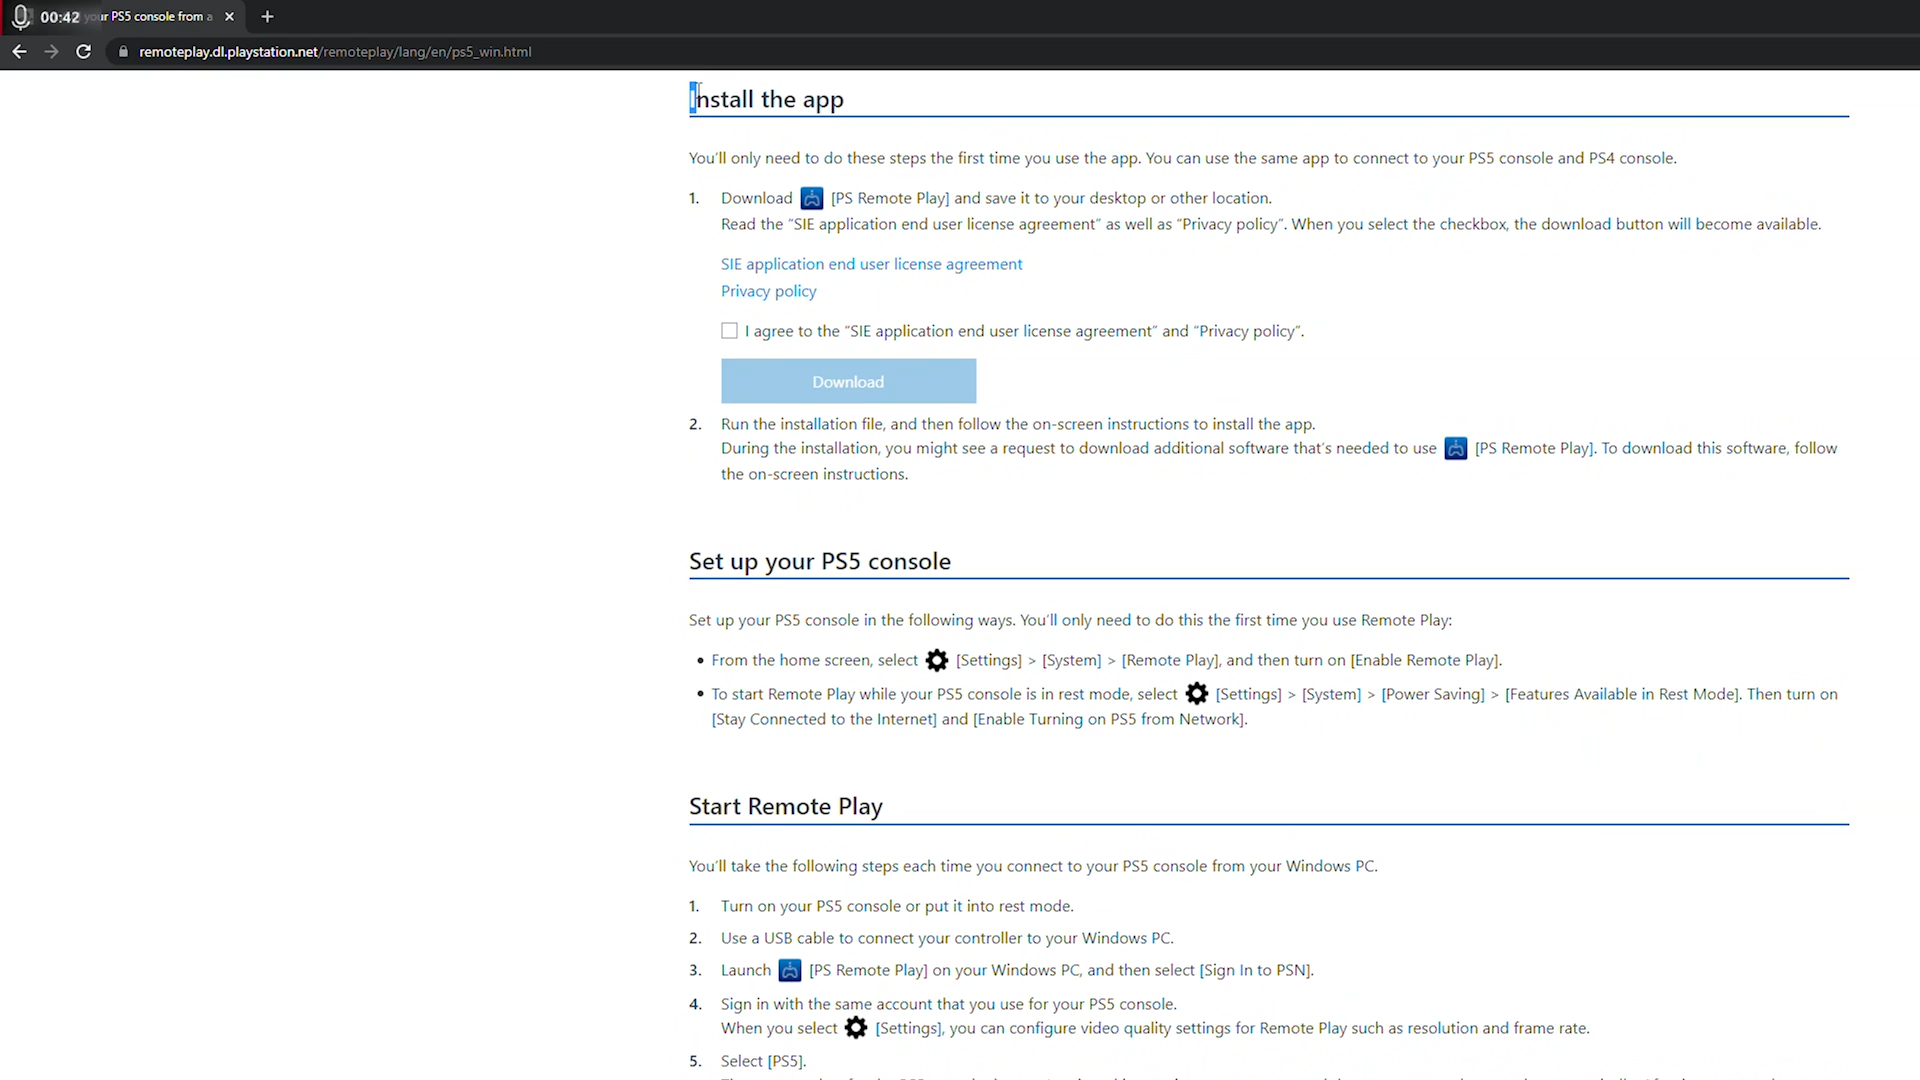 00:42 your PS5 console from a
remoteplay.dl.playstation.net/remoteplay/lang/en/ps5_win.html
Install the app
You'll only need to do these steps the first time you use the app. You can use the same app to connect to your PS5 console and PS4 console.
1. Download [PS Remote Play] and save it to your desktop or other location.
Read the “SIE application end user license agreement” as well as “Privacy policy”. When you select the checkbox, the download button will become available.
SIE application end user license agreement
Privacy policy
I agree to the “SIE application end user license agreement” and “Privacy policy”.
Download
2. Run the installation file, and then follow the on-screen instructions to install the app.
During the installation, you might see a request to download additional software that's needed to use [PS Remote Play]. To download this software, follow
the on-screen instructions.
Set up your PS5 console
Set up your PS5 console in the following ways. You'll only need to do this the first time you use Remote Play:
• From the home screen, select [Settings] > [System] > [Remote Play], and then turn on [Enable Remote Play].
• To start Remote Play while your PS5 console is in rest mode, select [Settings] > [System] > [Power Saving] > [Features Available in Rest Mode]. Then turn on
[Stay Connected to the Internet] and [Enable Turning on PS5 from Network].
Start Remote Play
You'll take the following steps each time you connect to your PS5 console from your Windows PC.
1. Turn on your PS5 console or put it into rest mode.
2. Use a USB cable to connect your controller to your Windows PC.
3. Launch [PS Remote Play] on your Windows PC, and then select [Sign In to PSN].
4. Sign in with the same account that you use for your PS5 console.
When you select [Settings], you can configure video quality settings for Remote Play such as resolution and frame rate.
5. Select [PS5].